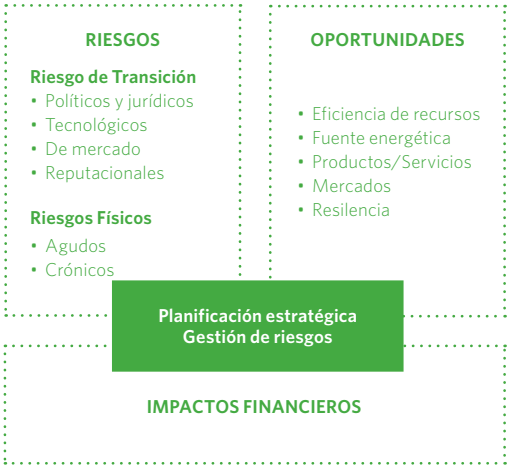 RIESGOS
Riesgo de Transición
• Políticos y jurídicos
• Tecnológicos
• De mercado
• Reputacionales
Riesgos Físicos
• Agudos
• Crónicos
OPORTUNIDADES
• Eficiencia de recursos
• Fuente energética
• Productos/Servicios
• Mercados
• Resilencia
Planificación estratégica
Gestión de riesgos
IMPACTOS FINANCIEROS